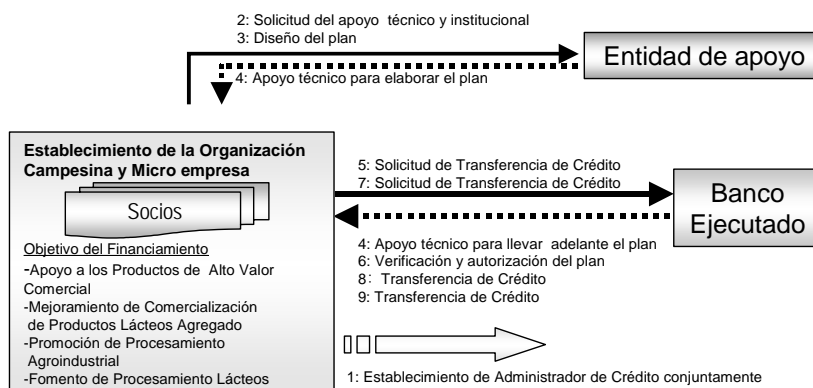 2: Solicitud del apoyo técnico y institucional
3: Diseño del plan
Entidad de apoyo
4: Apoyo técnico para elaborar el plan
Establecimiento de la Organización
Campesina y Micro empresa
Socios
Objetivo del Financiamiento
-Apoyo a los Productos de Alto Valor
Comercial
-Mejoramiento de Comercialización
de Productos Lácteos Agregado
-Promoción de Procesamiento
Agroindustrial
-Fomento de Procesamiento Lácteos
5: Solicitud de Transferencia de Crédito
7: Solicitud de Transferencia de Crédito
Banco
Ejecutado
4: Apoyo técnico para llevar adelante el plan
6: Verificación y autorización del plan
8: Transferencia de Crédito
9: Transferencia de Crédito
1: Establecimiento de Administrador de Crédito conjuntamente